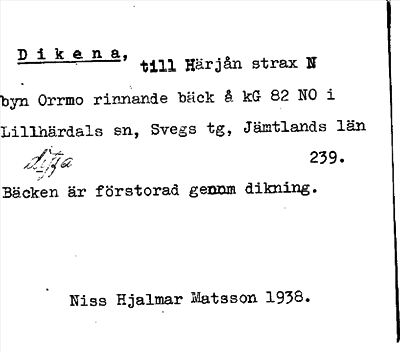 Dikena, till Härjån strax N
byn Orrmo rinnande bäck å kG 82 NO i
Lillhärdals sn, Svegs tg, Jämtlands län
239.
Bäcken är förstorad genom dikning.
Niss Hjalmar Matsson 1938.